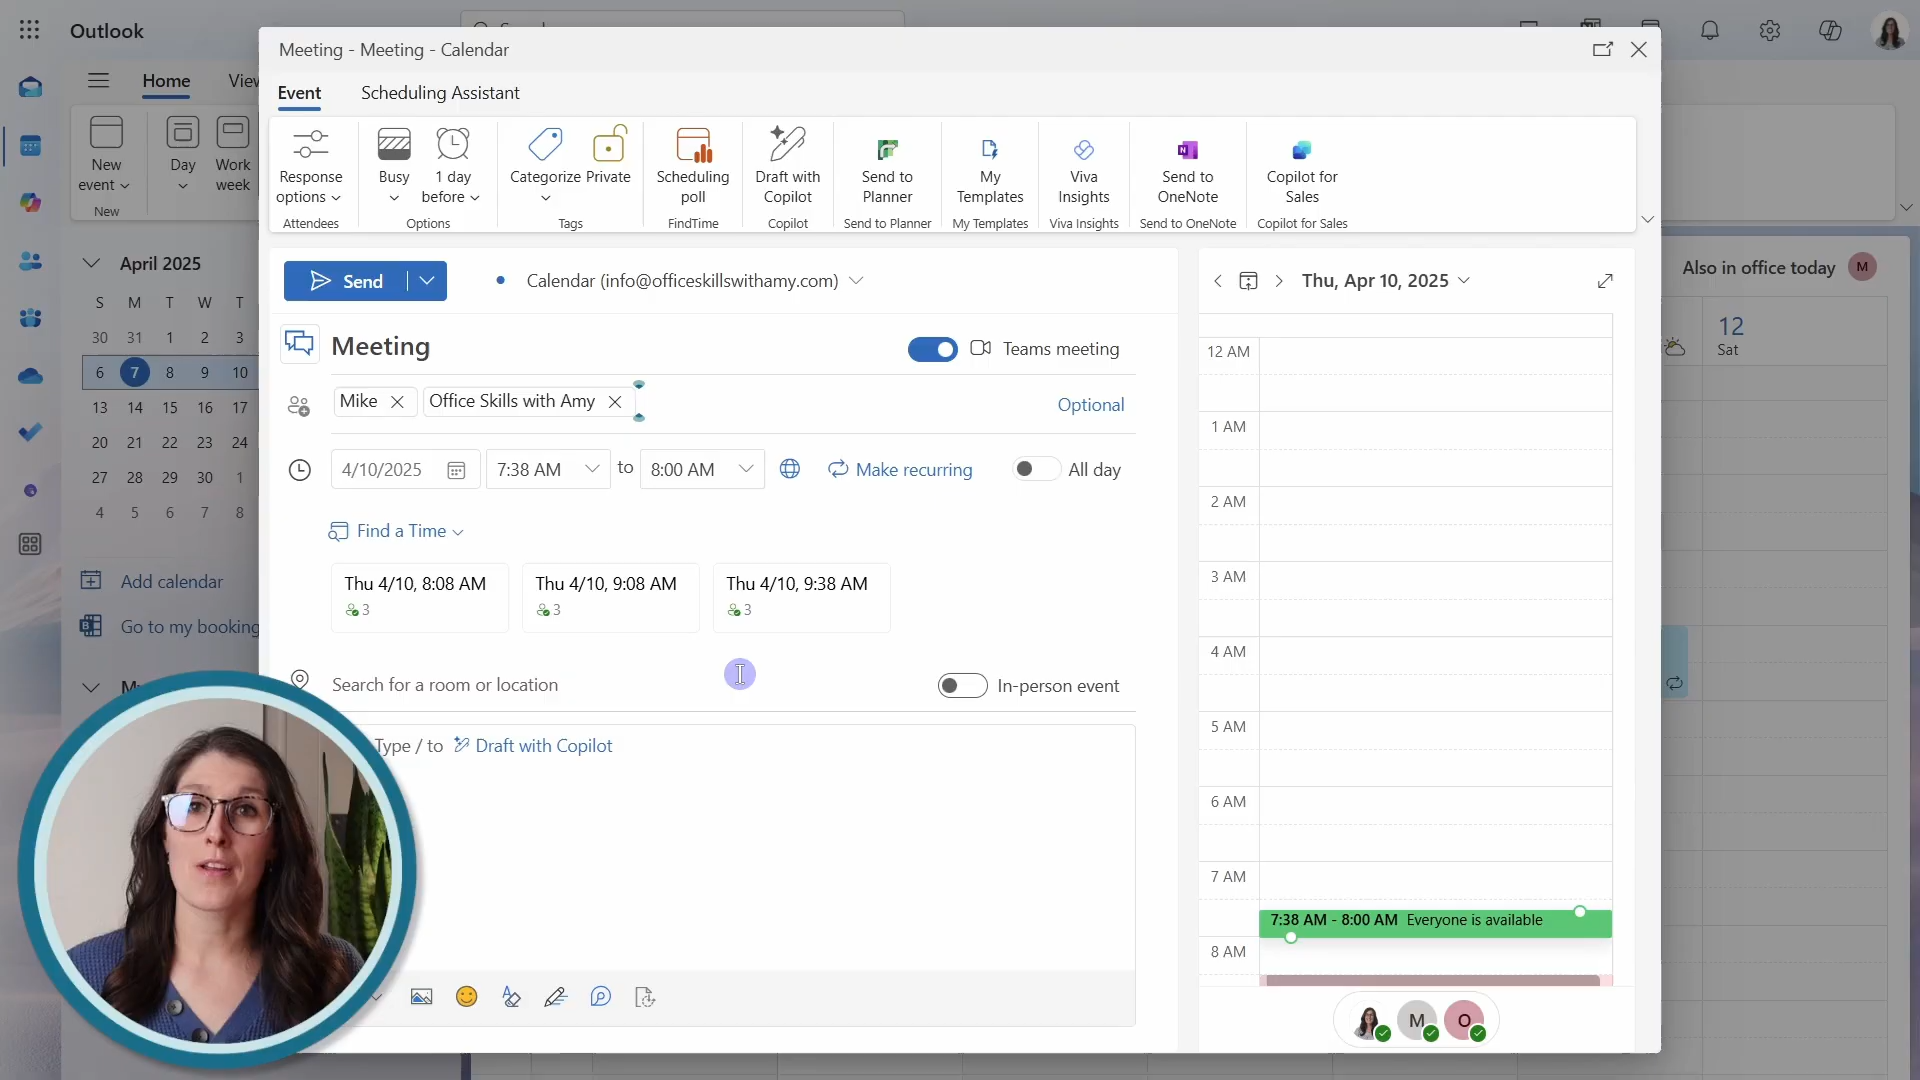 Outlook
Home
New
event
New
Day
Work
week
April 2025
S M T W T
30 31 1 2 3
6 7 8 9 10
13 14 15 16 17
20 21 22 23 24
27 28 29 30 1
4 5 6 7 8
Add calendar
Go to my booking
Meeting - Meeting - Calendar
Event
Scheduling Assistant
Response
options
Attendees
Busy
1 day
before
Options
Categorize
Private
Tags
Scheduling
poll
FindTime
Draft with
Copilot
Copilot
Send to
Planner
Send to Planner
My
Templates
My Templates
Viva
Insights
Viva Insights
Send to
OneNote
Send to OneNote
Copilot for
Sales
Copilot for Sales
Send
Calendar (info@officeskillswithamy.com)
Meeting
Teams meeting
Mike
Office Skills with Amy
Optional
4/10/2025
7:38 AM
to
8:00 AM
Make recurring
All day
Find a Time
Thu 4/10, 8:08 AM
3
Thu 4/10, 9:08 AM
3
Thu 4/10, 9:38 AM
3
Search for a room or location
In-person event
Type / to Draft with Copilot
Thu, Apr 10, 2025
12 AM
1 AM
2 AM
3 AM
4 AM
5 AM
6 AM
7 AM
7:38 AM - 8:00 AM Everyone is available
8 AM
M
O
Also in office today
M
12
Sat